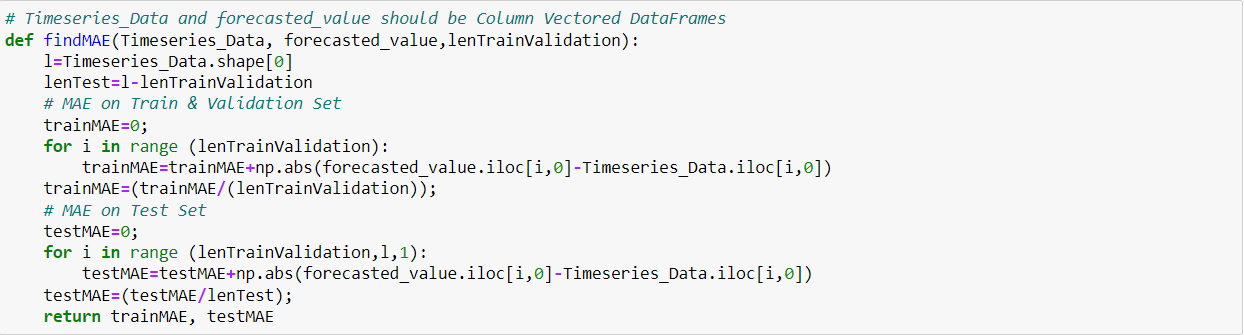 # Timeseries_Data and forecasted_value should be Column Vectored DataFrames
def findMAE(Timeseries_Data, forecasted_value,lenTrainValidation):
    l=Timeseries_Data.shape[0]
    lenTest=l-lenTrainValidation
    # MAE on Train & Validation Set
    trainMAE=0;
    for i in range (lenTrainValidation):
        trainMAE=trainMAE+np.abs(forecasted_value.iloc[i,0]-Timeseries_Data.iloc[i,0])
    trainMAE=(trainMAE/(lenTrainValidation));
    # MAE on Test Set
    testMAE=0;
    for i in range (lenTrainValidation,l,1):
        testMAE=testMAE+np.abs(forecasted_value.iloc[i,0]-Timeseries_Data.iloc[i,0])
    testMAE=(testMAE/lenTest);
    return trainMAE, testMAE